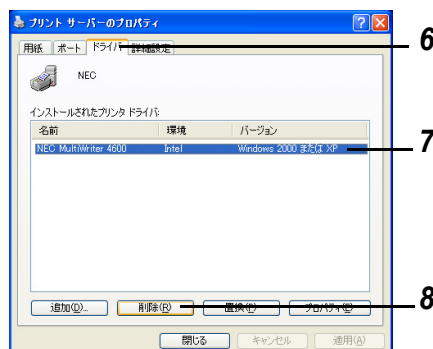 プリント サーバーのプロパティ
用紙 ポート ドライバ 詳細設定
6
NEC
インストールされたプリンタ ドライバ:
名前 環境 バージョン
NEC MultiWriter 4600 Intel Windows 2000 または XP
7
追加(D)... 削除(R) 置換(P) プロパティ(E)
8
閉じる キャンセル 適用(A)